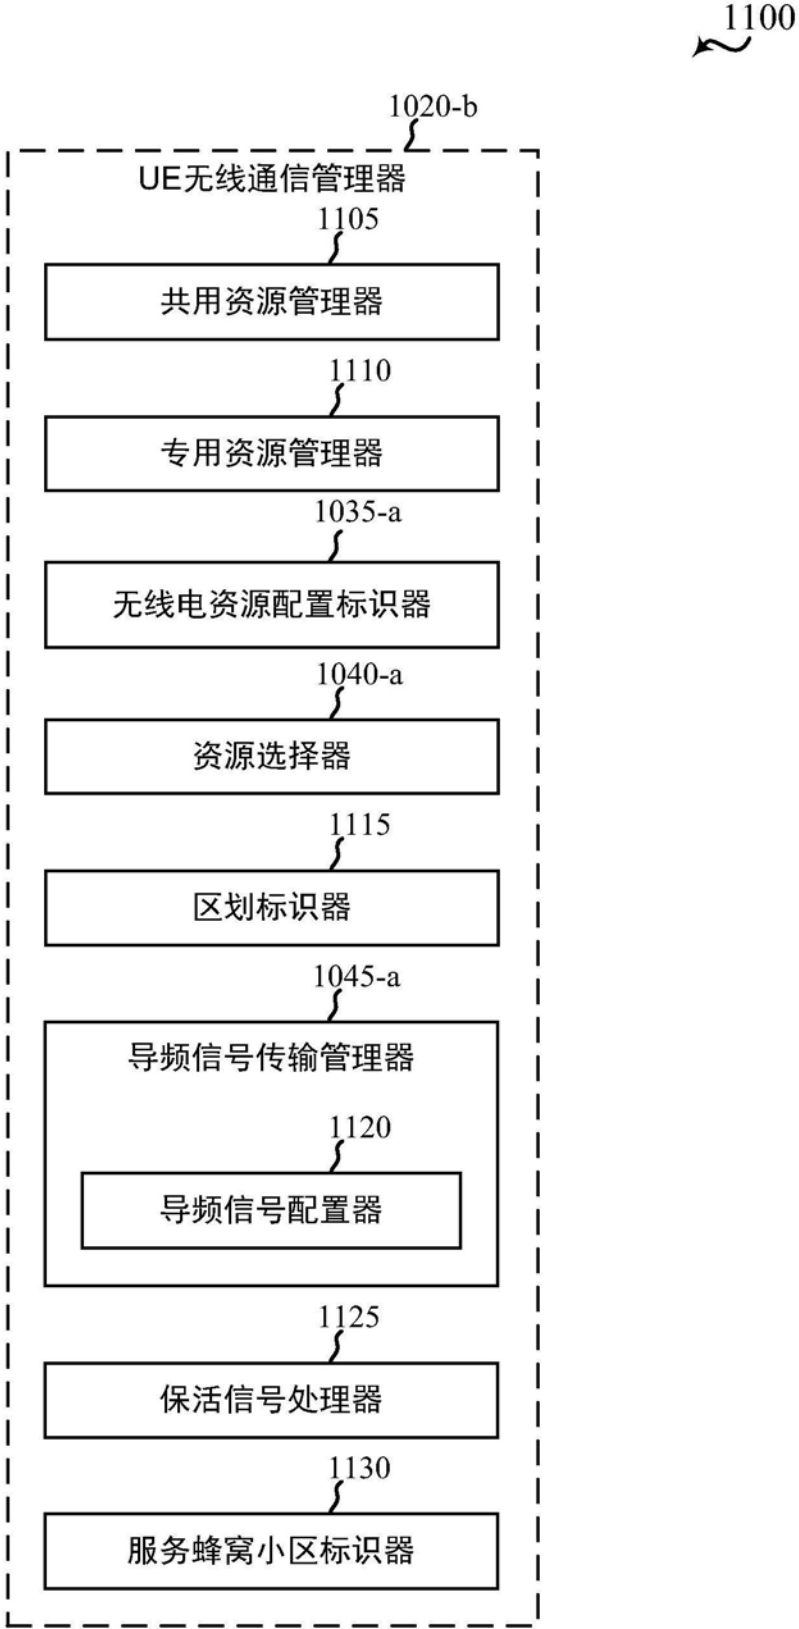 1100
1020-b
UE无线通信管理器
1105
共用资源管理器
1110
专用资源管理器
1035-a
无线电资源配置标识器
1040-a
资源选择器
1115
区划标识器
1045-a
导频信号传输管理器
1120
导频信号配置器
1125
保活信号处理器
1130
服务蜂窝小区标识器